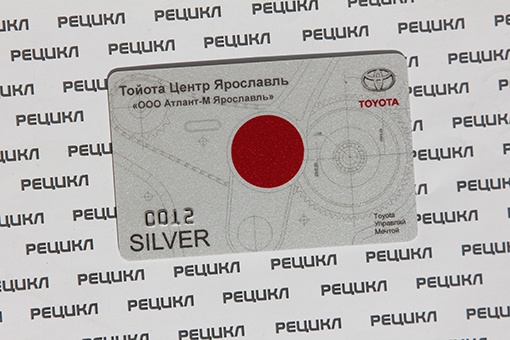 Тойота Центр Ярославль
«ООО Атлант-М Ярославль»
TOYOTA
0012
SILVER
Toyota
Управляй
Мечтой
РЕЦИКЛ